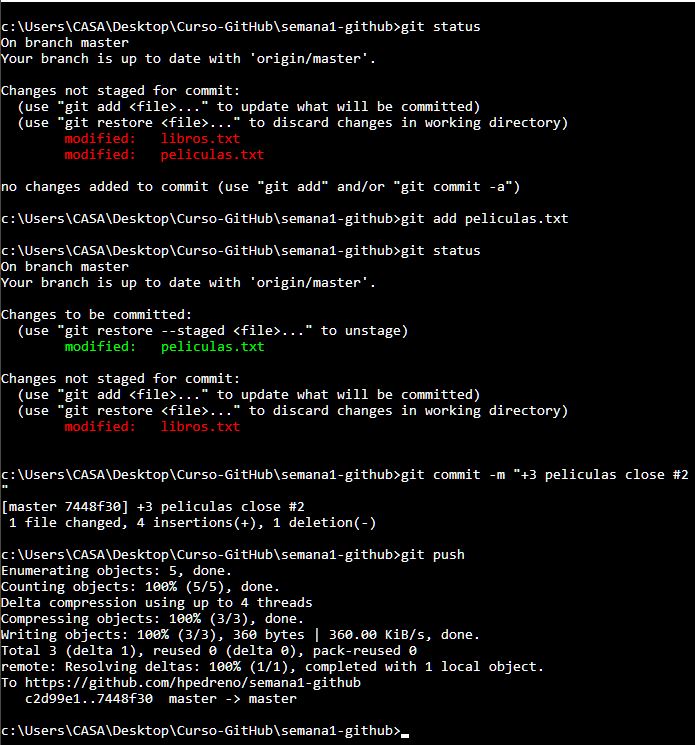 c:\Users\CASA\Desktop\Curso-GitHub\semana1-github>git status
On branch master
Your branch is up to date with 'origin/master'.
Changes not staged for commit:
(use "git add <file>..." to update what will be committed)
(use "git restore <file>..." to discard changes in working directory)
modified: libros.txt
modified: peliculas.txt
no changes added to commit (use "git add" and/or "git commit -a")
c:\Users\CASA\Desktop\Curso-GitHub\semana1-github>git add peliculas.txt
c:\Users\CASA\Desktop\Curso-GitHub\semana1-github>git status
On branch master
Your branch is up to date with 'origin/master'.
Changes to be committed:
(use "git restore --staged <file>..." to unstage)
modified: peliculas.txt
Changes not staged for commit:
(use "git add <file>..." to update what will be committed)
(use "git restore <file>..." to discard changes in working directory)
modified: libros.txt
c:\Users\CASA\Desktop\Curso-GitHub\semana1-github>git commit -m "+3 peliculas close #2
"
[master 7448f30] +3 peliculas close #2
1 file changed, 4 insertions(+), 1 deletion(-)
c:\Users\CASA\Desktop\Curso-GitHub\semana1-github>git push
Enumerating objects: 5, done.
Counting objects: 100% (5/5), done.
Delta compression using up to 4 threads
Compressing objects: 100% (3/3), done.
Writing objects: 100% (3/3), 360 bytes | 360.00 KiB/s, done.
Total 3 (delta 1), reused 0 (delta 0), pack-reused 0
remote: Resolving deltas: 100% (1/1), completed with 1 local object.
To https://github.com/hpedreno/semana1-github
c2d99e1..7448f30 master -> master
c:\Users\CASA\Desktop\Curso-GitHub\semana1-github>